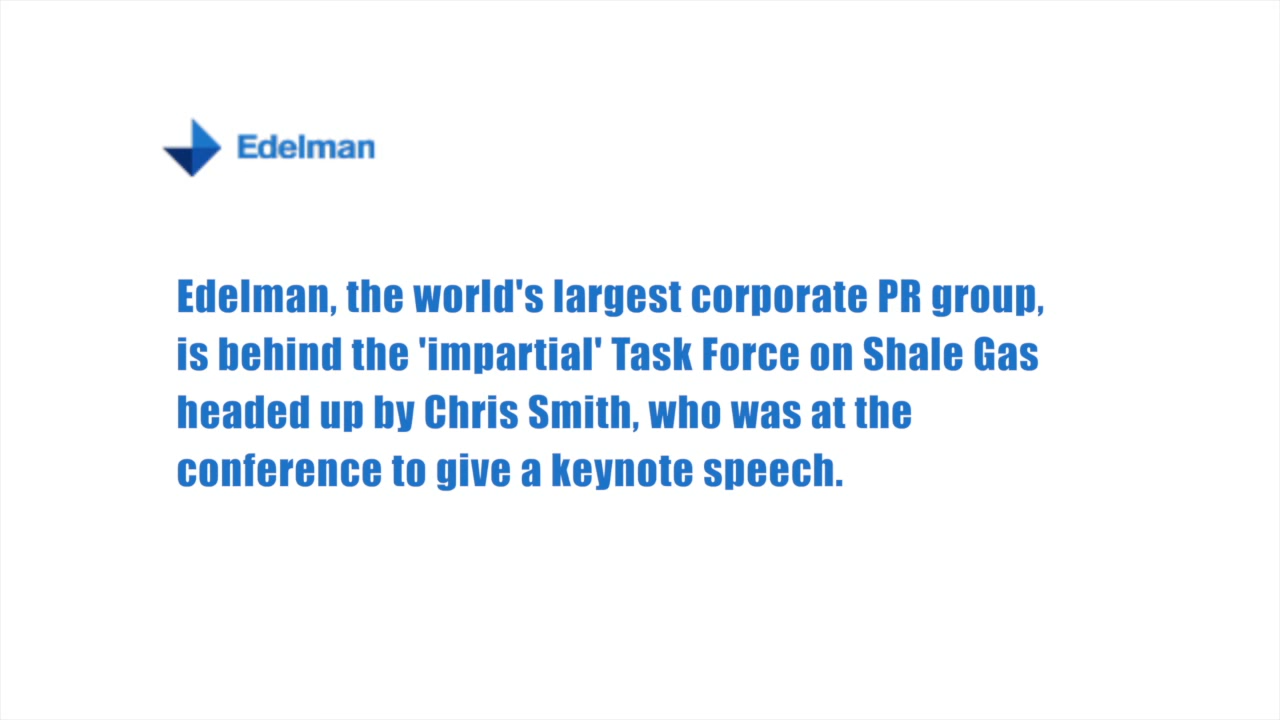 Edelman
Edelman, the world's largest corporate PR group,
is behind the 'impartial' Task Force on Shale Gas
headed up by Chris Smith, who was at the
conference to give a keynote speech.